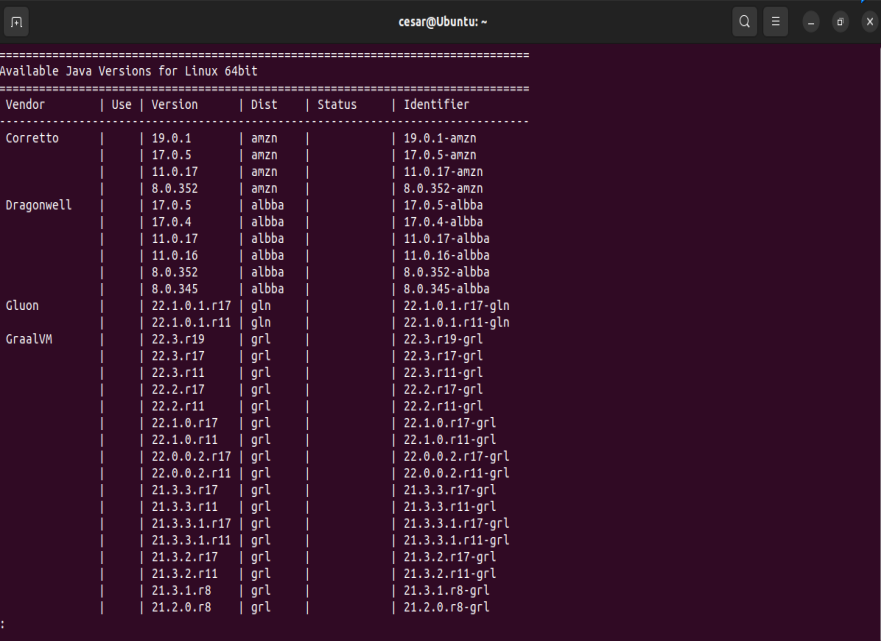 cesar@Ubuntu: ~
================================================================================
Available Java Versions for Linux 64bit
================================================================================
Vendor | Use | Version | Dist | Status | Identifier
--------------------------------------------------------------------------------
Corretto | | 19.0.1 | amzn | | 19.0.1-amzn
| | 17.0.5 | amzn | | 17.0.5-amzn
| | 11.0.17 | amzn | | 11.0.17-amzn
| | 8.0.352 | amzn | | 8.0.352-amzn
Dragonwell | | 17.0.5 | albba | | 17.0.5-albba
| | 17.0.4 | albba | | 17.0.4-albba
| | 11.0.17 | albba | | 11.0.17-albba
| | 11.0.16 | albba | | 11.0.16-albba
| | 8.0.352 | albba | | 8.0.352-albba
| | 8.0.345 | albba | | 8.0.345-albba
Gluon | | 22.1.0.1.r17 | gln | | 22.1.0.1.r17-gln
| | 22.1.0.1.r11 | gln | | 22.1.0.1.r11-gln
GraalVM | | 22.3.r19 | grl | | 22.3.r19-grl
| | 22.3.r17 | grl | | 22.3.r17-grl
| | 22.3.r11 | grl | | 22.3.r11-grl
| | 22.2.r17 | grl | | 22.2.r17-grl
| | 22.2.r11 | grl | | 22.2.r11-grl
| | 22.1.0.r17 | grl | | 22.1.0.r17-grl
| | 22.1.0.r11 | grl | | 22.1.0.r11-grl
| | 22.0.0.2.r17 | grl | | 22.0.0.2.r17-grl
| | 22.0.0.2.r11 | grl | | 22.0.0.2.r11-grl
| | 21.3.3.r17 | grl | | 21.3.3.r17-grl
| | 21.3.3.r11 | grl | | 21.3.3.r11-grl
| | 21.3.3.1.r17 | grl | | 21.3.3.1.r17-grl
| | 21.3.3.1.r11 | grl | | 21.3.3.1.r11-grl
| | 21.3.2.r17 | grl | | 21.3.2.r17-grl
| | 21.3.2.r11 | grl | | 21.3.2.r11-grl
| | 21.3.1.r8 | grl | | 21.3.1.r8-grl
| | 21.2.0.r8 | grl | | 21.2.0.r8-grl
: